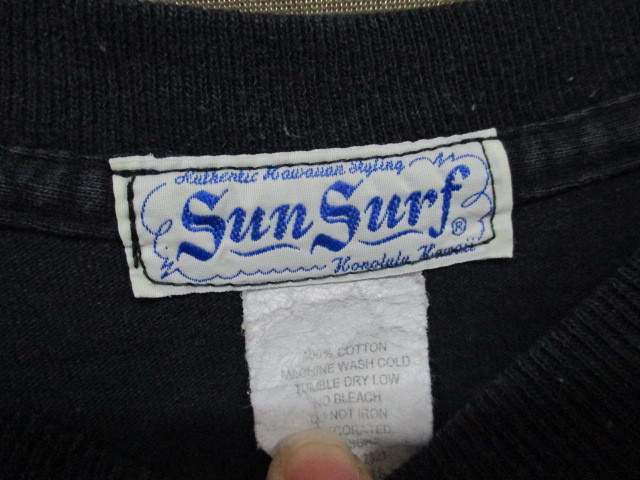 Authentic Hawaiian Styling
Sun Surf®
Honolulu, Hawaii
100% COTTON
MACHINE WASH COLD
TUMBLE DRY LOW
NO BLEACH
DO NOT IRON